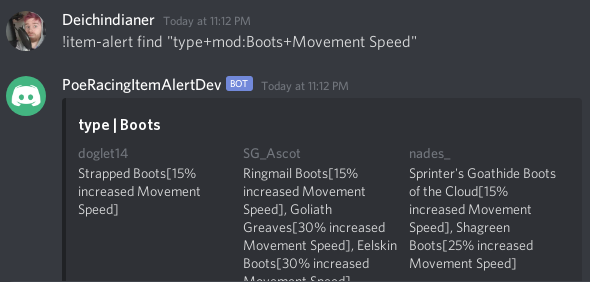 Deichindianer Today at 11:12 PM
!item-alert find "type+mod:Boots+Movement Speed"
PoeRacingItemAlertDev BOT Today at 11:12 PM
type | Boots
doglet14
Strapped Boots[15%
increased Movement
Speed]
SG_Ascot
Ringmail Boots[15%
increased Movement
Speed], Goliath
Greaves[30% increased
Movement Speed], Eelskin
Boots[30% increased
Movement Speed]
nades_
Sprinter's Goathide Boots
of the Cloud[15%
increased Movement
Speed], Shagreen
Boots[25% increased
Movement Speed]